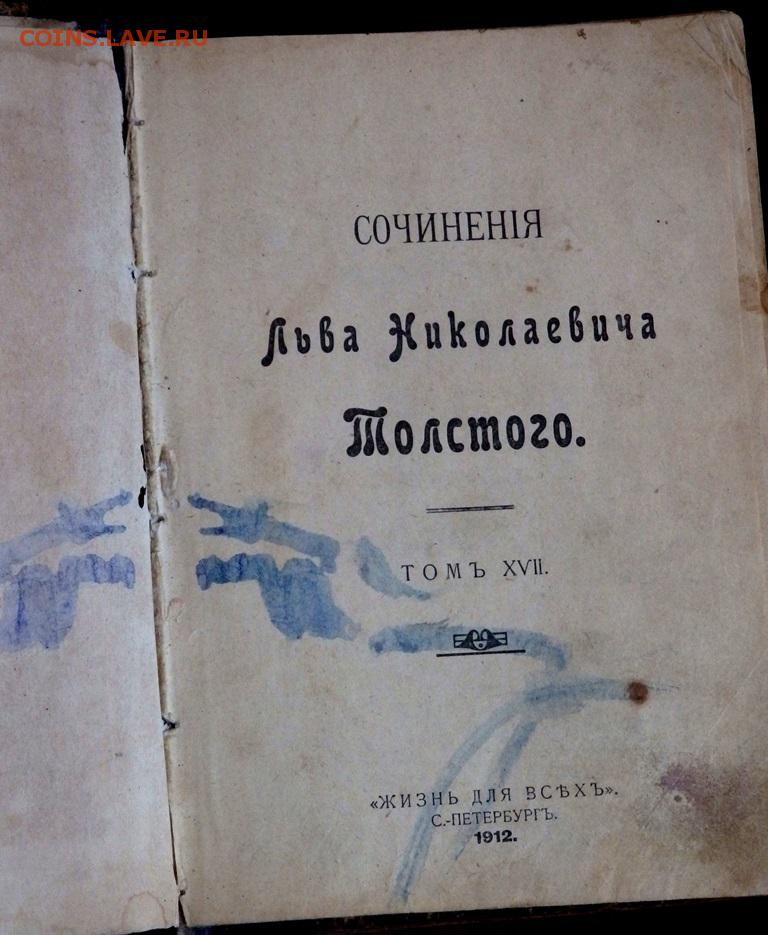 COINS.LAVE.RU
СОЧИНЕНІЯ
Льва Николаевича
Толстого.
ТОМЪ XVII.
«ЖИЗНЬ ДЛЯ ВСѢХЪ».
С.-ПЕТЕРБУРГЪ.
1912.